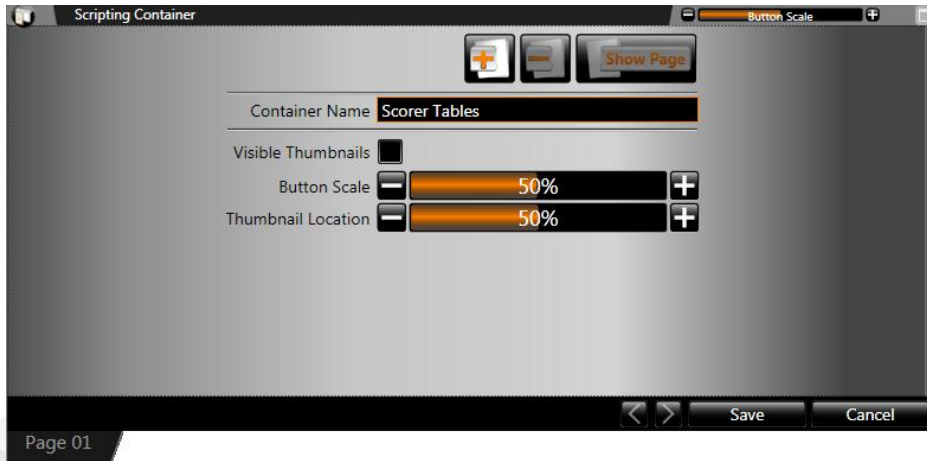 Scripting Container
Button Scale
Show Page
Container Name Scorer Tables
Visible Thumbnails
Button Scale 50%
Thumbnail Location 50%
Save Cancel
Page 01